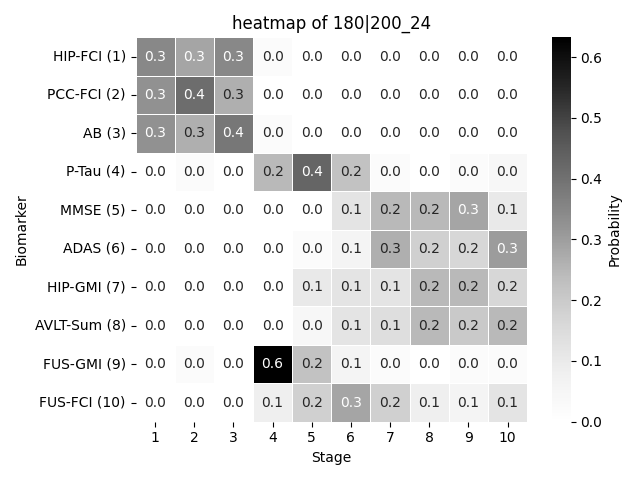 heatmap of 180|200_24
HIP-FCI (1) 0.3 0.3 0.3 0.0 0.0 0.0 0.0 0.0 0.0 0.0
PCC-FCI (2) 0.3 0.4 0.3 0.0 0.0 0.0 0.0 0.0 0.0 0.0
AB (3) 0.3 0.3 0.4 0.0 0.0 0.0 0.0 0.0 0.0 0.0
P-Tau (4) 0.0 0.0 0.0 0.2 0.4 0.2 0.0 0.0 0.0 0.0
MMSE (5) 0.0 0.0 0.0 0.0 0.0 0.1 0.2 0.2 0.3 0.1
ADAS (6) 0.0 0.0 0.0 0.0 0.0 0.1 0.3 0.2 0.2 0.3
HIP-GMI (7) 0.0 0.0 0.0 0.0 0.1 0.1 0.1 0.2 0.2 0.2
AVLT-Sum (8) 0.0 0.0 0.0 0.0 0.0 0.1 0.1 0.2 0.2 0.2
FUS-GMI (9) 0.0 0.0 0.0 0.6 0.2 0.1 0.0 0.0 0.0 0.0
FUS-FCI (10) 0.0 0.0 0.0 0.1 0.2 0.3 0.2 0.1 0.1 0.1
1 2 3 4 5 6 7 8 9 10
Stage
Biomarker
0.6
0.5
0.4
0.3
0.2
0.1
0.0
Probability